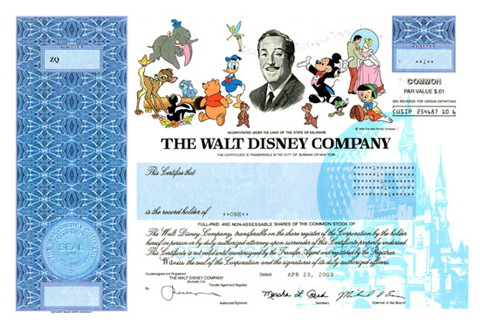 ZQ
**1**
COMMON
PAR VALUE $.01
SEE REVERSE FOR CERTAIN DEFINITIONS
CUSIP 254687 10 6
INCORPORATED UNDER THE LAWS OF THE STATE OF DELAWARE
THE WALT DISNEY COMPANY
THE CERTIFICATE IS TRANSFERABLE IN THE CITY OF BURBANK OR NEW YORK
This Certifies that
is the record holder of
**ONE**
FULL-PAID AND NON-ASSESSABLE SHARES OF THE COMMON STOCK OF
The Walt Disney Company, transferable on the share register of the Corporation by the holder
hereof in person or by duly authorized attorney upon surrender of this Certificate properly endorsed.
This Certificate is not valid until countersigned by the Transfer Agent and registered by the Registrar.
Witness the seal of the Corporation and the signatures of its duly authorized officers.
SEAL
Countersigned and Registered:
THE WALT DISNEY COMPANY
Transfer Agent and Registrar
Dated:
APR 23, 2003
Authorized Signature
Secretary
Chairman of the Board